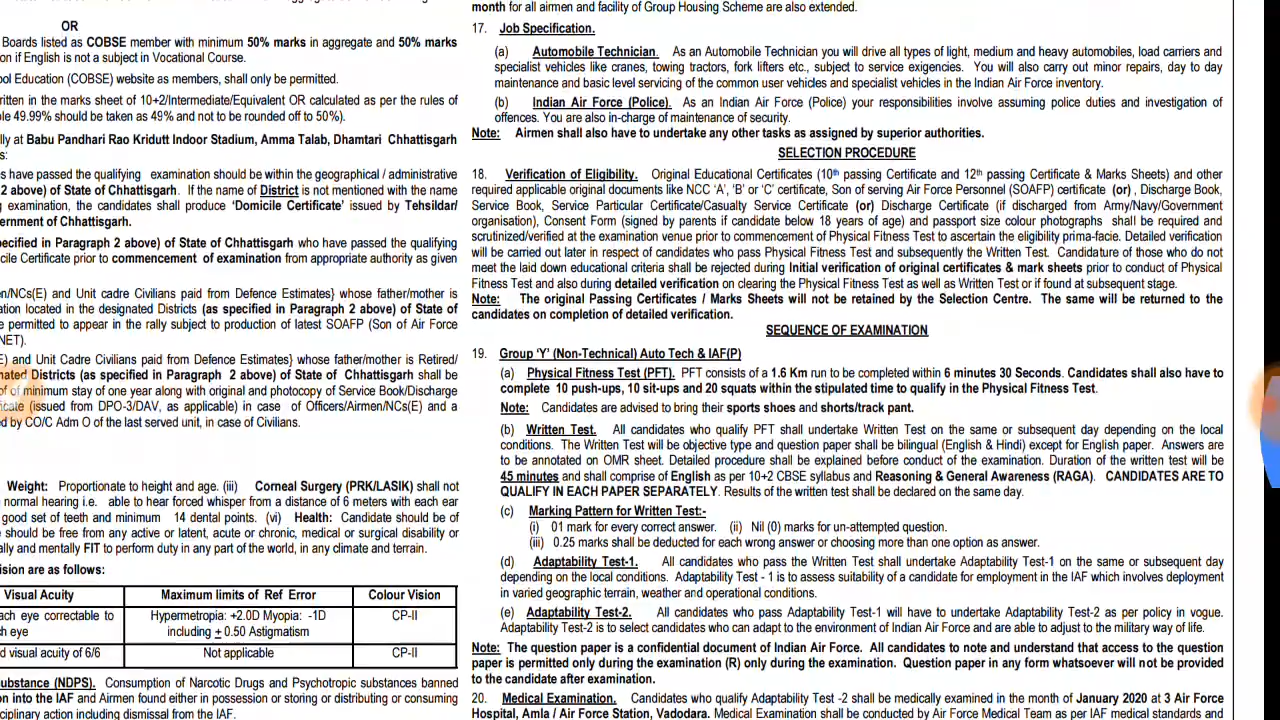 OR
Boards listed as COBSE member with minimum 50% marks in aggregate and 50% marks
on if English is not a subject in Vocational Course.
ol Education (COBSE) website as members, shall only be permitted.
ritten in the marks sheet of 10+2/Intermediate/Equivalent OR calculated as per the rules of
le 49.99% should be taken as 49% and not to be rounded off to 50%).
lly at Babu Pandhari Rao Kridutt Indoor Stadium, Amma Talab, Dhamtari Chhattisgarh
s:
es have passed the qualifying examination should be within the geographical / administrative
2 above) of State of Chhattisgarh. If the name of District is not mentioned with the name
g examination, the candidates shall produce 'Domicile Certificate' issued by Tehsildar/
ernment of Chhattisgarh.
pecified in Paragraph 2 above) of State of Chhattisgarh who have passed the qualifying
cile Certificate prior to commencement of examination from appropriate authority as given
en/NCs(E) and Unit cadre Civilians paid from Defence Estimates} whose father/mother is
ation located in the designated Districts (as specified in Paragraph 2 above) of State of
e permitted to appear in the rally subject to production of latest SOAFP (Son of Air Force
NET).
E) and Unit Cadre Civilians paid from Defence Estimates} whose father/mother is Retired/
nated Districts (as specified in Paragraph 2 above) of State of Chhattisgarh shall be
of of minimum stay of one year along with original and photocopy of Service Book/Discharge
icate (issued from DPO-3/DAV, as applicable) in case of Officers/Airmen/NCs(E) and a
d by CO/C Adm O of the last served unit, in case of Civilians.
Weight: Proportionate to height and age. (iii) Corneal Surgery (PRK/LASIK) shall not
normal hearing i.e. able to hear forced whisper from a distance of 6 meters with each ear
good set of teeth and minimum 14 dental points. (vi) Health: Candidate should be of
should be free from any active or latent, acute or chronic, medical or surgical disability or
ally and mentally FIT to perform duty in any part of the world, in any climate and terrain.
ision are as follows:
Visual Acuity Maximum limits of Ref Error Colour Vision
ach eye correctable to Hypermetropia: +2.0D Myopia: -1D CP-II
h eye including ± 0.50 Astigmatism
d visual acuity of 6/6 Not applicable CP-II
ubstance (NDPS). Consumption of Narcotic Drugs and Psychotropic substances banned
on into the IAF and Airmen found either in possession or storing or distributing or consuming
ciplinary action including dismissal from the IAF.
month for all airmen and facility of Group Housing Scheme are also extended.
17. Job Specification.
(a) Automobile Technician. As an Automobile Technician you will drive all types of light, medium and heavy automobiles, load carriers and
specialist vehicles like cranes, towing tractors, fork lifters etc., subject to service exigencies. You will also carry out minor repairs, day to day
maintenance and basic level servicing of the common user vehicles and specialist vehicles in the Indian Air Force inventory.
(b) Indian Air Force (Police). As an Indian Air Force (Police) your responsibilities involve assuming police duties and investigation of
offences. You are also in-charge of maintenance of security.
Note: Airmen shall also have to undertake any other tasks as assigned by superior authorities.
SELECTION PROCEDURE
18. Verification of Eligibility. Original Educational Certificates (10th passing Certificate and 12th passing Certificate & Marks Sheets) and other
required applicable original documents like NCC 'A', 'B' or 'C' certificate, Son of serving Air Force Personnel (SOAFP) certificate (or) , Discharge Book,
Service Book, Service Particular Certificate/Casualty Service Certificate (or) Discharge Certificate (if discharged from Army/Navy/Government
organisation), Consent Form (signed by parents if candidate below 18 years of age) and passport size colour photographs shall be required and
scrutinized/verified at the examination venue prior to commencement of Physical Fitness Test to ascertain the eligibility prima-facie. Detailed verification
will be carried out later in respect of candidates who pass Physical Fitness Test and subsequently the Written Test. Candidature of those who do not
meet the laid down educational criteria shall be rejected during Initial verification of original certificates & mark sheets prior to conduct of Physical
Fitness Test and also during detailed verification on clearing the Physical Fitness Test as well as Written Test or if found at subsequent stage.
Note: The original Passing Certificates / Marks Sheets will not be retained by the Selection Centre. The same will be returned to the
candidates on completion of detailed verification.
SEQUENCE OF EXAMINATION
19. Group 'Y' (Non-Technical) Auto Tech & IAF(P)
(a) Physical Fitness Test (PFT). PFT consists of a 1.6 Km run to be completed within 6 minutes 30 Seconds. Candidates shall also have to
complete 10 push-ups, 10 sit-ups and 20 squats within the stipulated time to qualify in the Physical Fitness Test.
Note: Candidates are advised to bring their sports shoes and shorts/track pant.
(b) Written Test. All candidates who qualify PFT shall undertake Written Test on the same or subsequent day depending on the local
conditions. The Written Test will be objective type and question paper shall be bilingual (English & Hindi) except for English paper. Answers are
to be annotated on OMR sheet. Detailed procedure shall be explained before conduct of the examination. Duration of the written test will be
45 minutes and shall comprise of English as per 10+2 CBSE syllabus and Reasoning & General Awareness (RAGA). CANDIDATES ARE TO
QUALIFY IN EACH PAPER SEPARATELY. Results of the written test shall be declared on the same day.
(c) Marking Pattern for Written Test:-
(i) 01 mark for every correct answer. (ii) Nil (0) marks for un-attempted question.
(iii) 0.25 marks shall be deducted for each wrong answer or choosing more than one option as answer.
(d) Adaptability Test-1. All candidates who pass the Written Test shall undertake Adaptability Test-1 on the same or subsequent day
depending on the local conditions. Adaptability Test - 1 is to assess suitability of a candidate for employment in the IAF which involves deployment
in varied geographic terrain, weather and operational conditions.
(e) Adaptability Test-2. All candidates who pass Adaptability Test-1 will have to undertake Adaptability Test-2 as per policy in vogue.
Adaptability Test-2 is to select candidates who can adapt to the environment of Indian Air Force and are able to adjust to the military way of life.
Note: The question paper is a confidential document of Indian Air Force. All candidates to note and understand that access to the question
paper is permitted only during the examination (R) only during the examination. Question paper in any form whatsoever will not be provided
to the candidate after examination.
20. Medical Examination. Candidates who qualify Adaptability Test -2 shall be medically examined in the month of January 2020 at 3 Air Force
Hospital, Amla / Air Force Station, Vadodara. Medical Examination shall be conducted by Air Force Medical Team as per IAF medical standards and